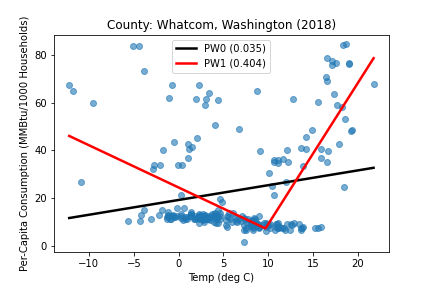 County: Whatcom, Washington (2018)
Per-Capita Consumption (MMBtu/1000 Households)
80
60
40
20
0
PW0 (0.035)
PW1 (0.404)
−10
−5
0
5
10
15
20
Temp (deg C)